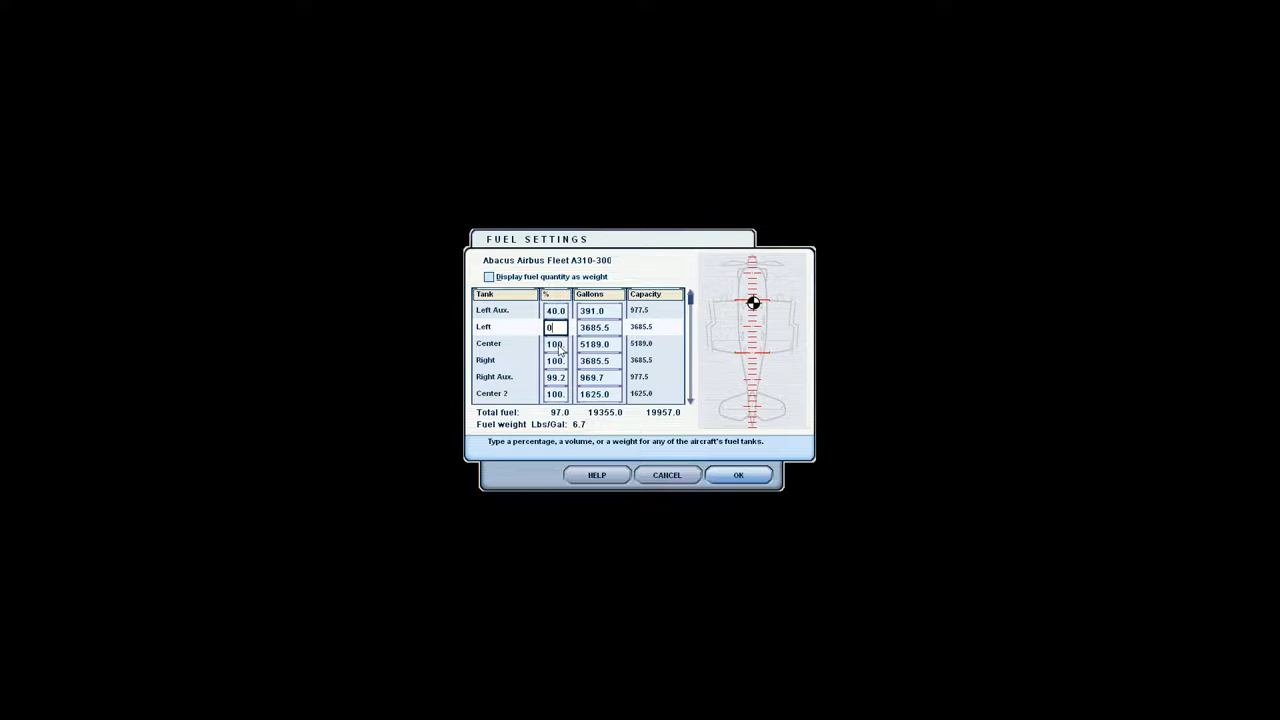 FUEL SETTINGS
Abacus Airbus Fleet A310-300
Display fuel quantity as weight
Tank % Gallons Capacity
Left Aux. 40.0 391.0 977.5
Left 0 3685.5 3685.5
Center 100. 5189.0 5189.0
Right 100. 3685.5 3685.5
Right Aux. 99.2 969.7 977.5
Center 2 100. 1625.0 1625.0
Total fuel: 97.0 19355.0 19957.0
Fuel weight Lbs/Gal: 6.7
Type a percentage, a volume, or a weight for any of the aircraft's fuel tanks.
HELP CANCEL OK